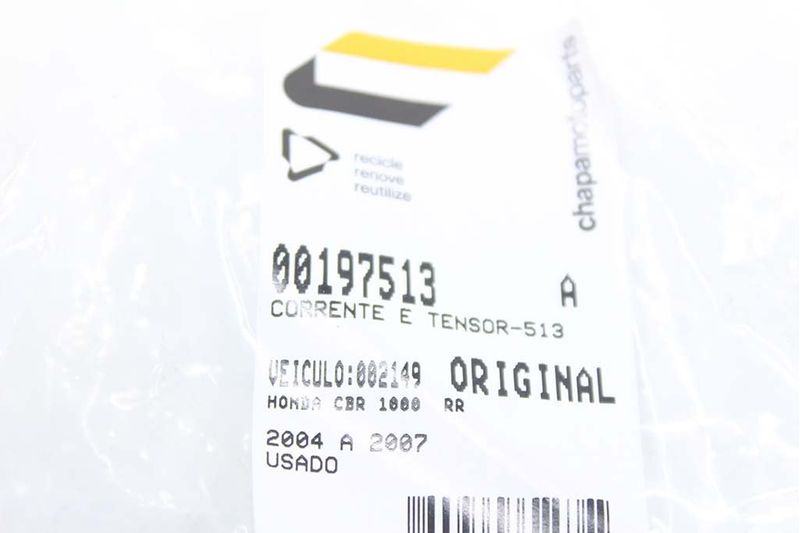 chapamotoparts
recicle
renove
reutilize
00197513 A
CORRENTE E TENSOR-513
VEICULO:002149 ORIGINAL
HONDA CBR 1000 RR
2004 A 2007
USADO